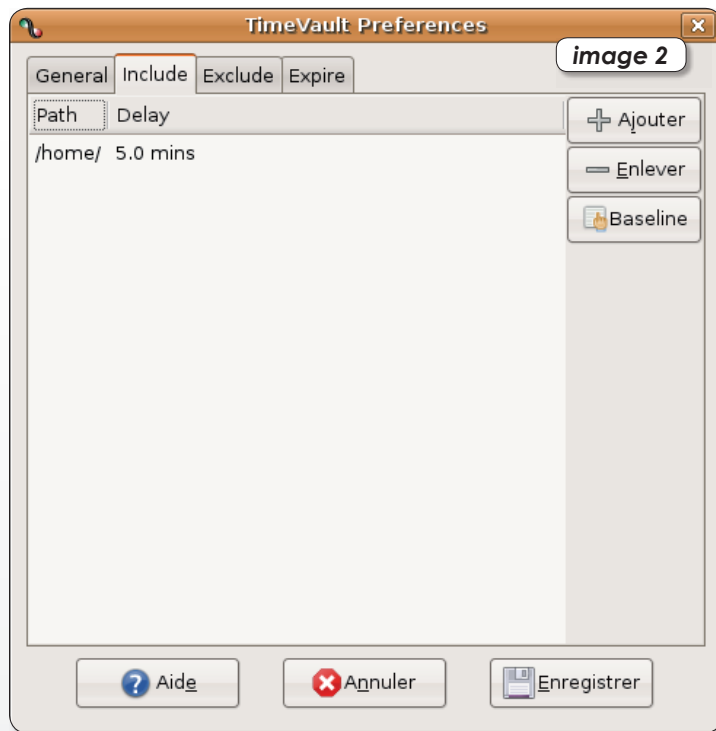 TimeVault Preferences
image 2
General Include Exclude Expire
Path Delay
/home/ 5.0 mins
Ajouter
Enlever
Baseline
Aide Annuler Enregistrer